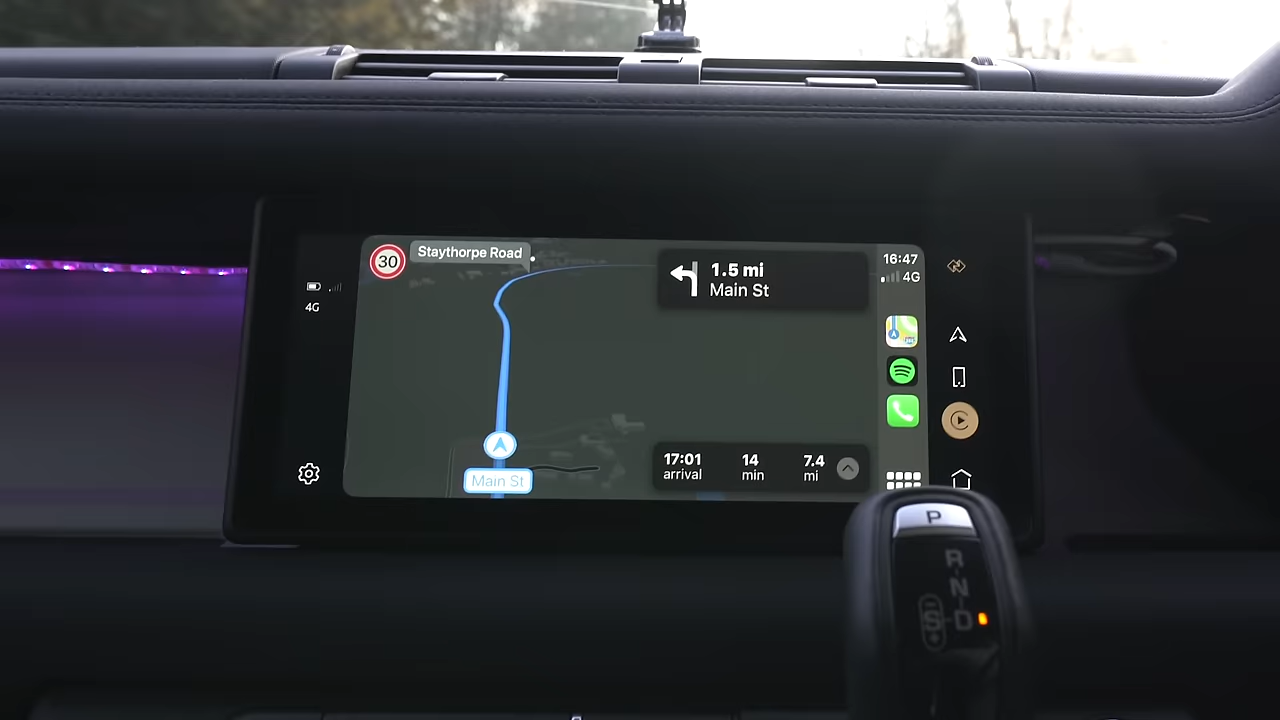 30
Staythorpe Road
1.5 mi
Main St
16:47
4G
4G
17:01
arrival
14
min
7.4
mi
Main St
P
R
N
S
D